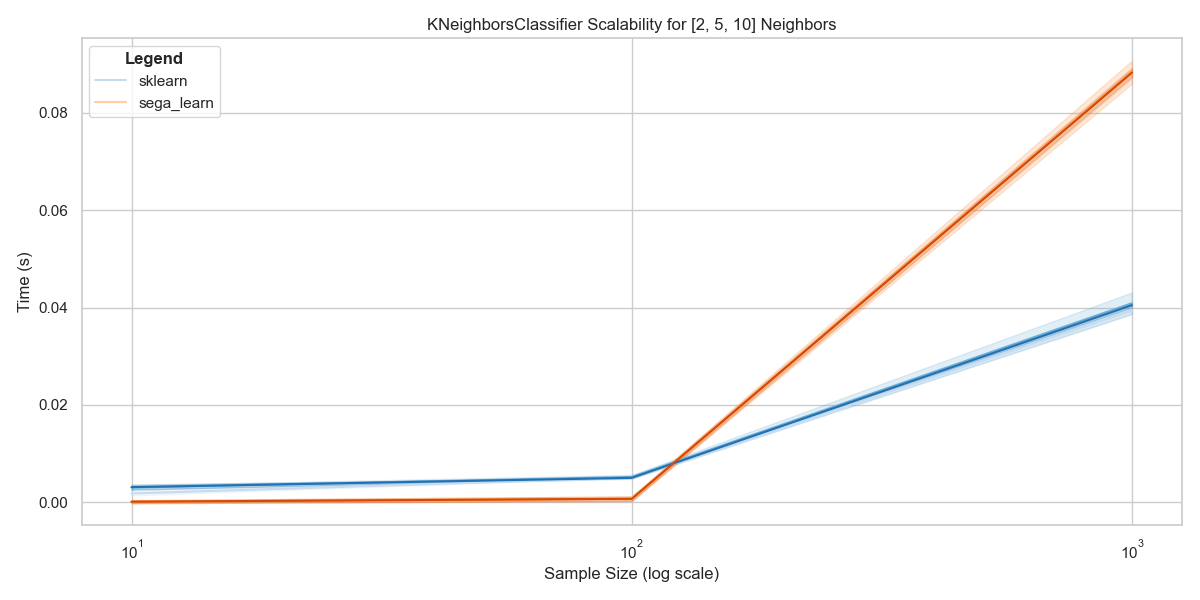 KNeighborsClassifier Scalability for [2, 5, 10] Neighbors
Legend
sklearn
sega_learn
Time (s)
0.08
0.06
0.04
0.02
0.00
10¹ 10² 10³
Sample Size (log scale)